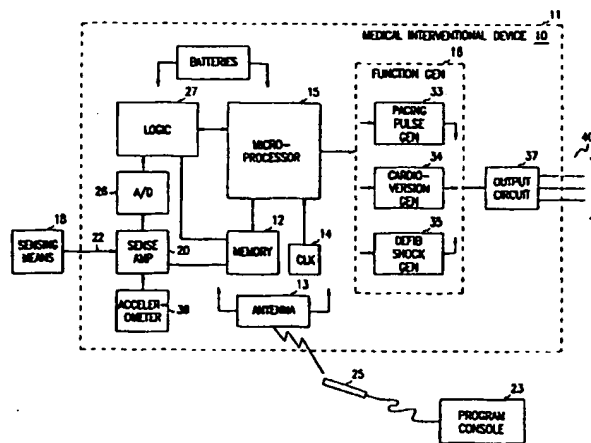 11
MEDICAL INTERVENTIONAL DEVICE 10
BATTERIES
16
27
15
FUNCTION GEN
33
LOGIC
MICRO-
PROCESSOR
PACING
PULSE
GEN
40
26
34
37
A/D
CARDIO-
VERSION
GEN
OUTPUT
CIRCUIT
18
12
14
35
SENSING
MEANS
22
SENSE
AMP
20
MEMORY
CLK
DEFIB
SHOCK
GEN
13
ACCELER-
OMETER
38
ANTENNA
25
23
PROGRAM
CONSOLE